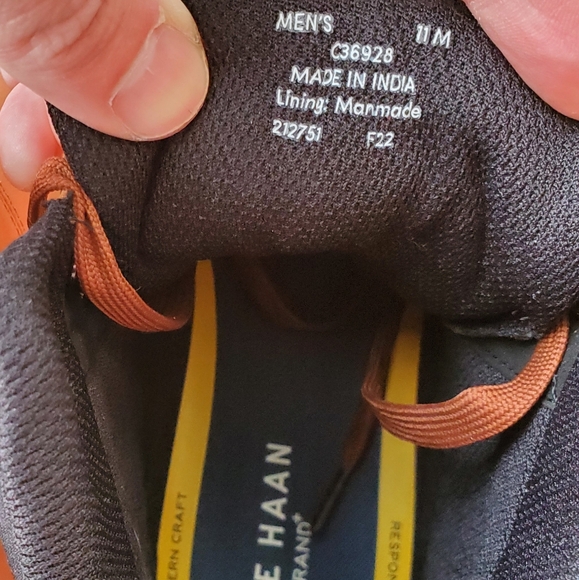 MEN'S 11 M
C36928
MADE IN INDIA
Lining: Manmade
212751 F22
E HAAN
RAND+
ERN CRAFT
RESPON